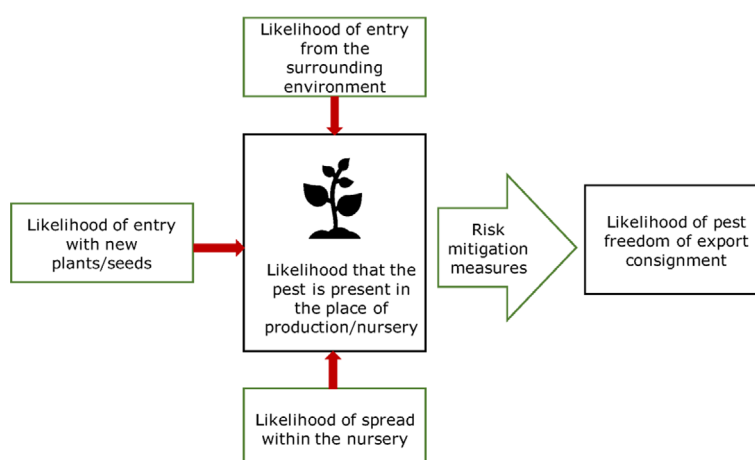 Likelihood of entry
from the
surrounding
environment
Likelihood of entry
with new
plants/seeds
Likelihood that the
pest is present in
the place of
production/nursery
Risk
mitigation
measures
Likelihood of pest
freedom of export
consignment
Likelihood of spread
within the nursery